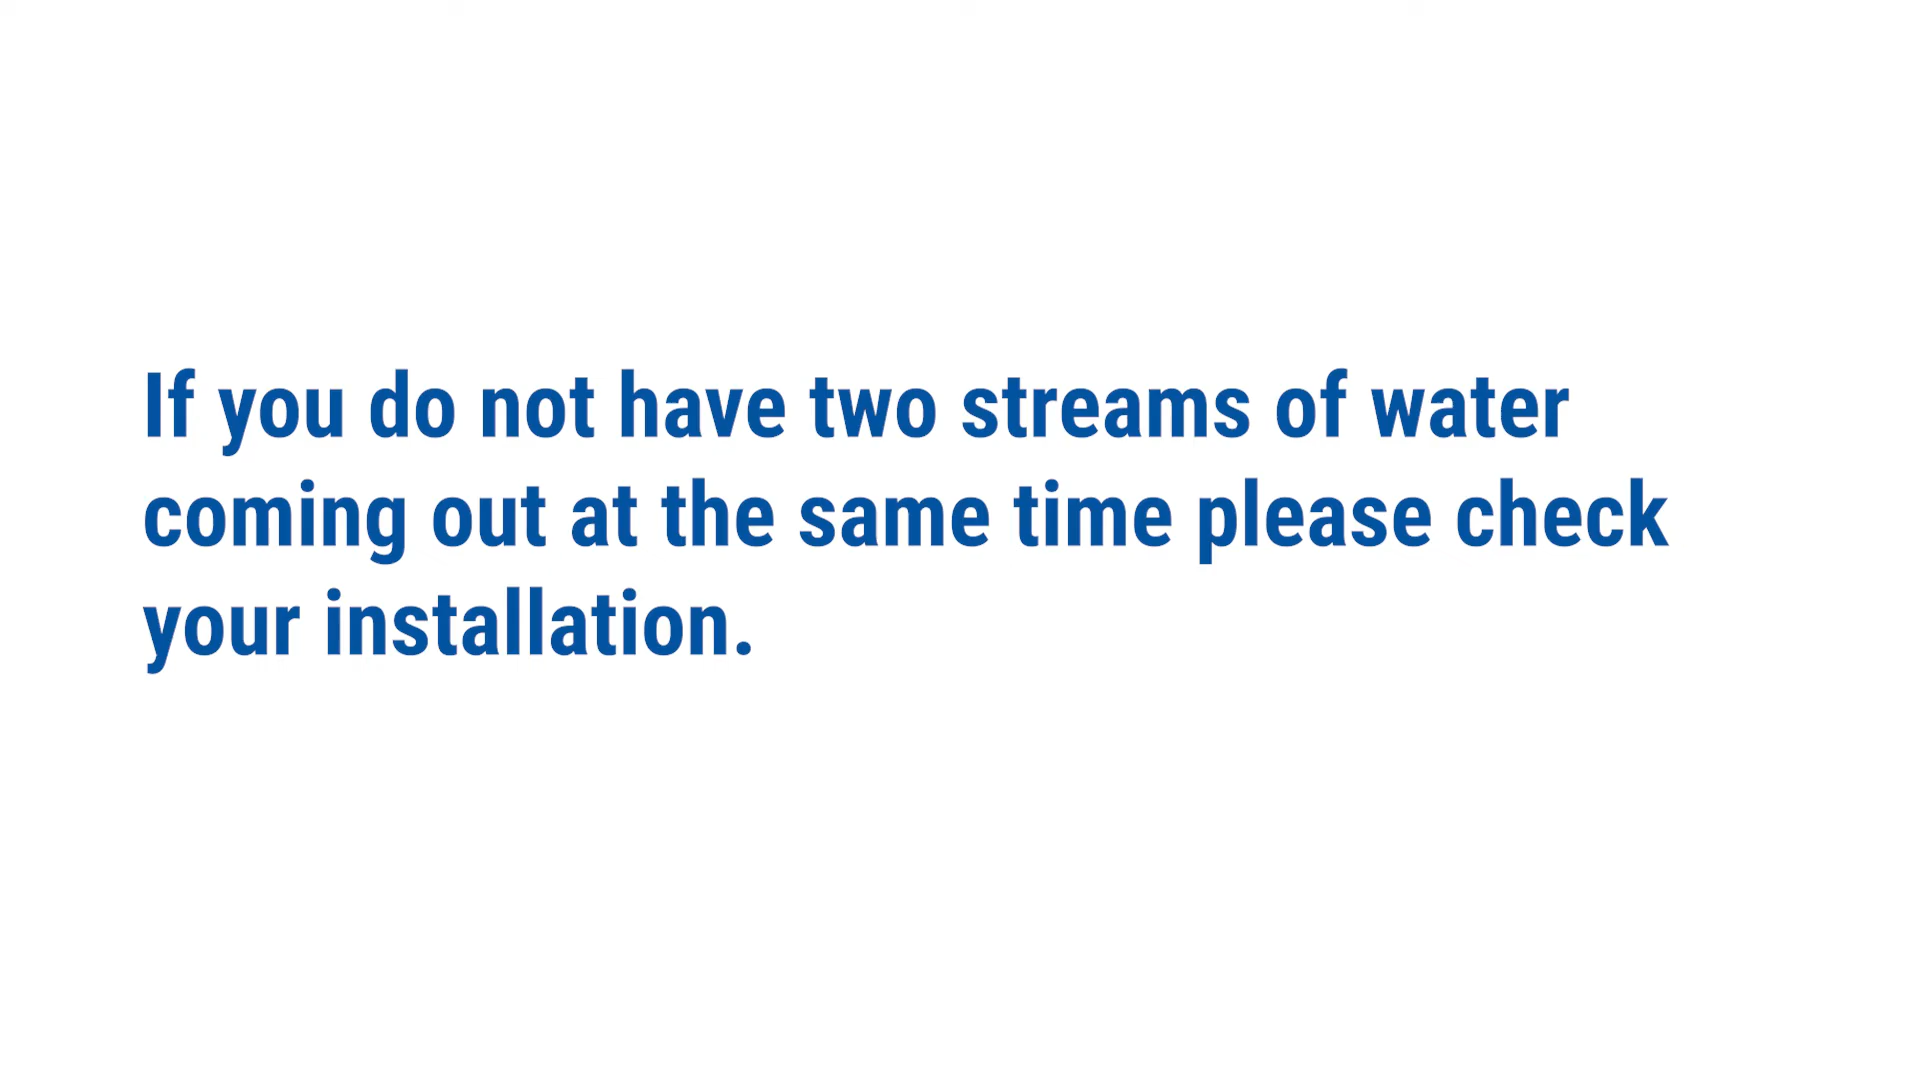 If you do not have two streams of water
coming out at the same time please check
your installation.